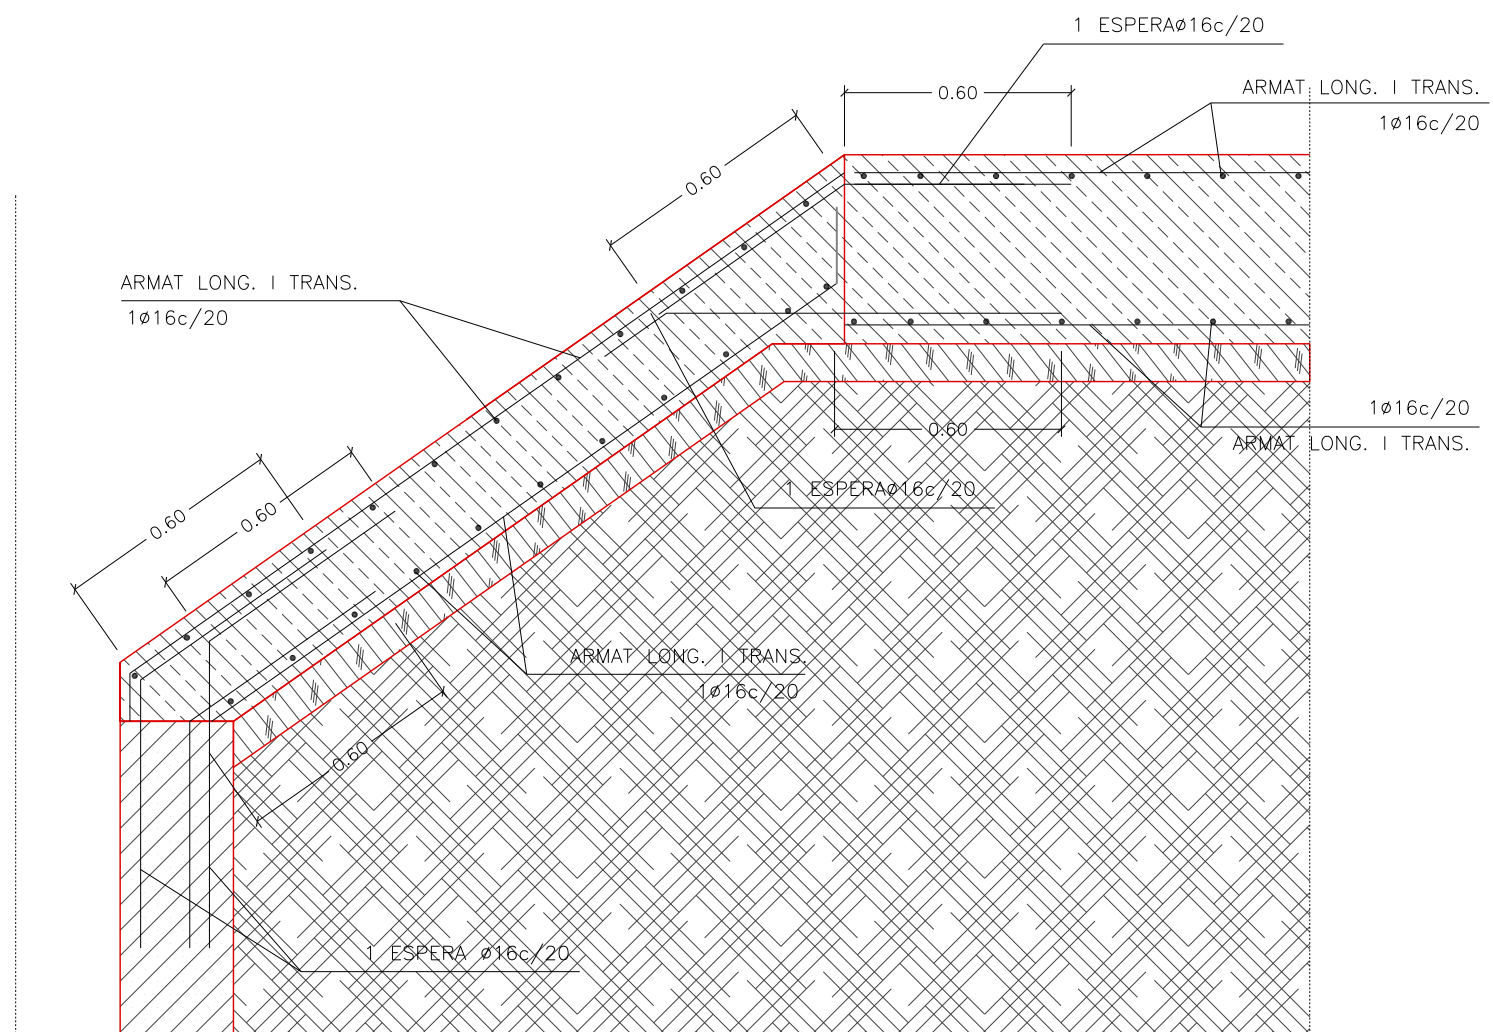 1 ESPERAø16c/20
0.60
ARMAT LONG. I TRANS.
1ø16c/20
0.60
ARMAT LONG. I TRANS.
1ø16c/20
1ø16c/20
ARMAT LONG. I TRANS.
0.60
1 ESPERAø16c/20
0.60
0.60
ARMAT LONG. I TRANS.
1ø16c/20
0.60
1 ESPERA ø16c/20